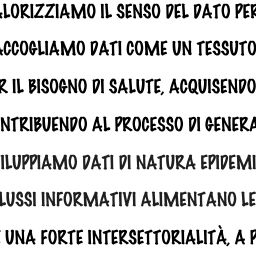 ALORIZZIAMO IL SENSO DEL DATO PER
ACCOGLIAMO DATI COME UN TESSUTO
R IL BISOGNO DI SALUTE, ACQUISENDO
NTRIBUENDO AL PROCESSO DI GENERA
ILUPPIAMO DATI DI NATURA EPIDEMI
LUSSI INFORMATIVI ALIMENTANO LE
E UNA FORTE INTERSETTORIALITÀ, A P